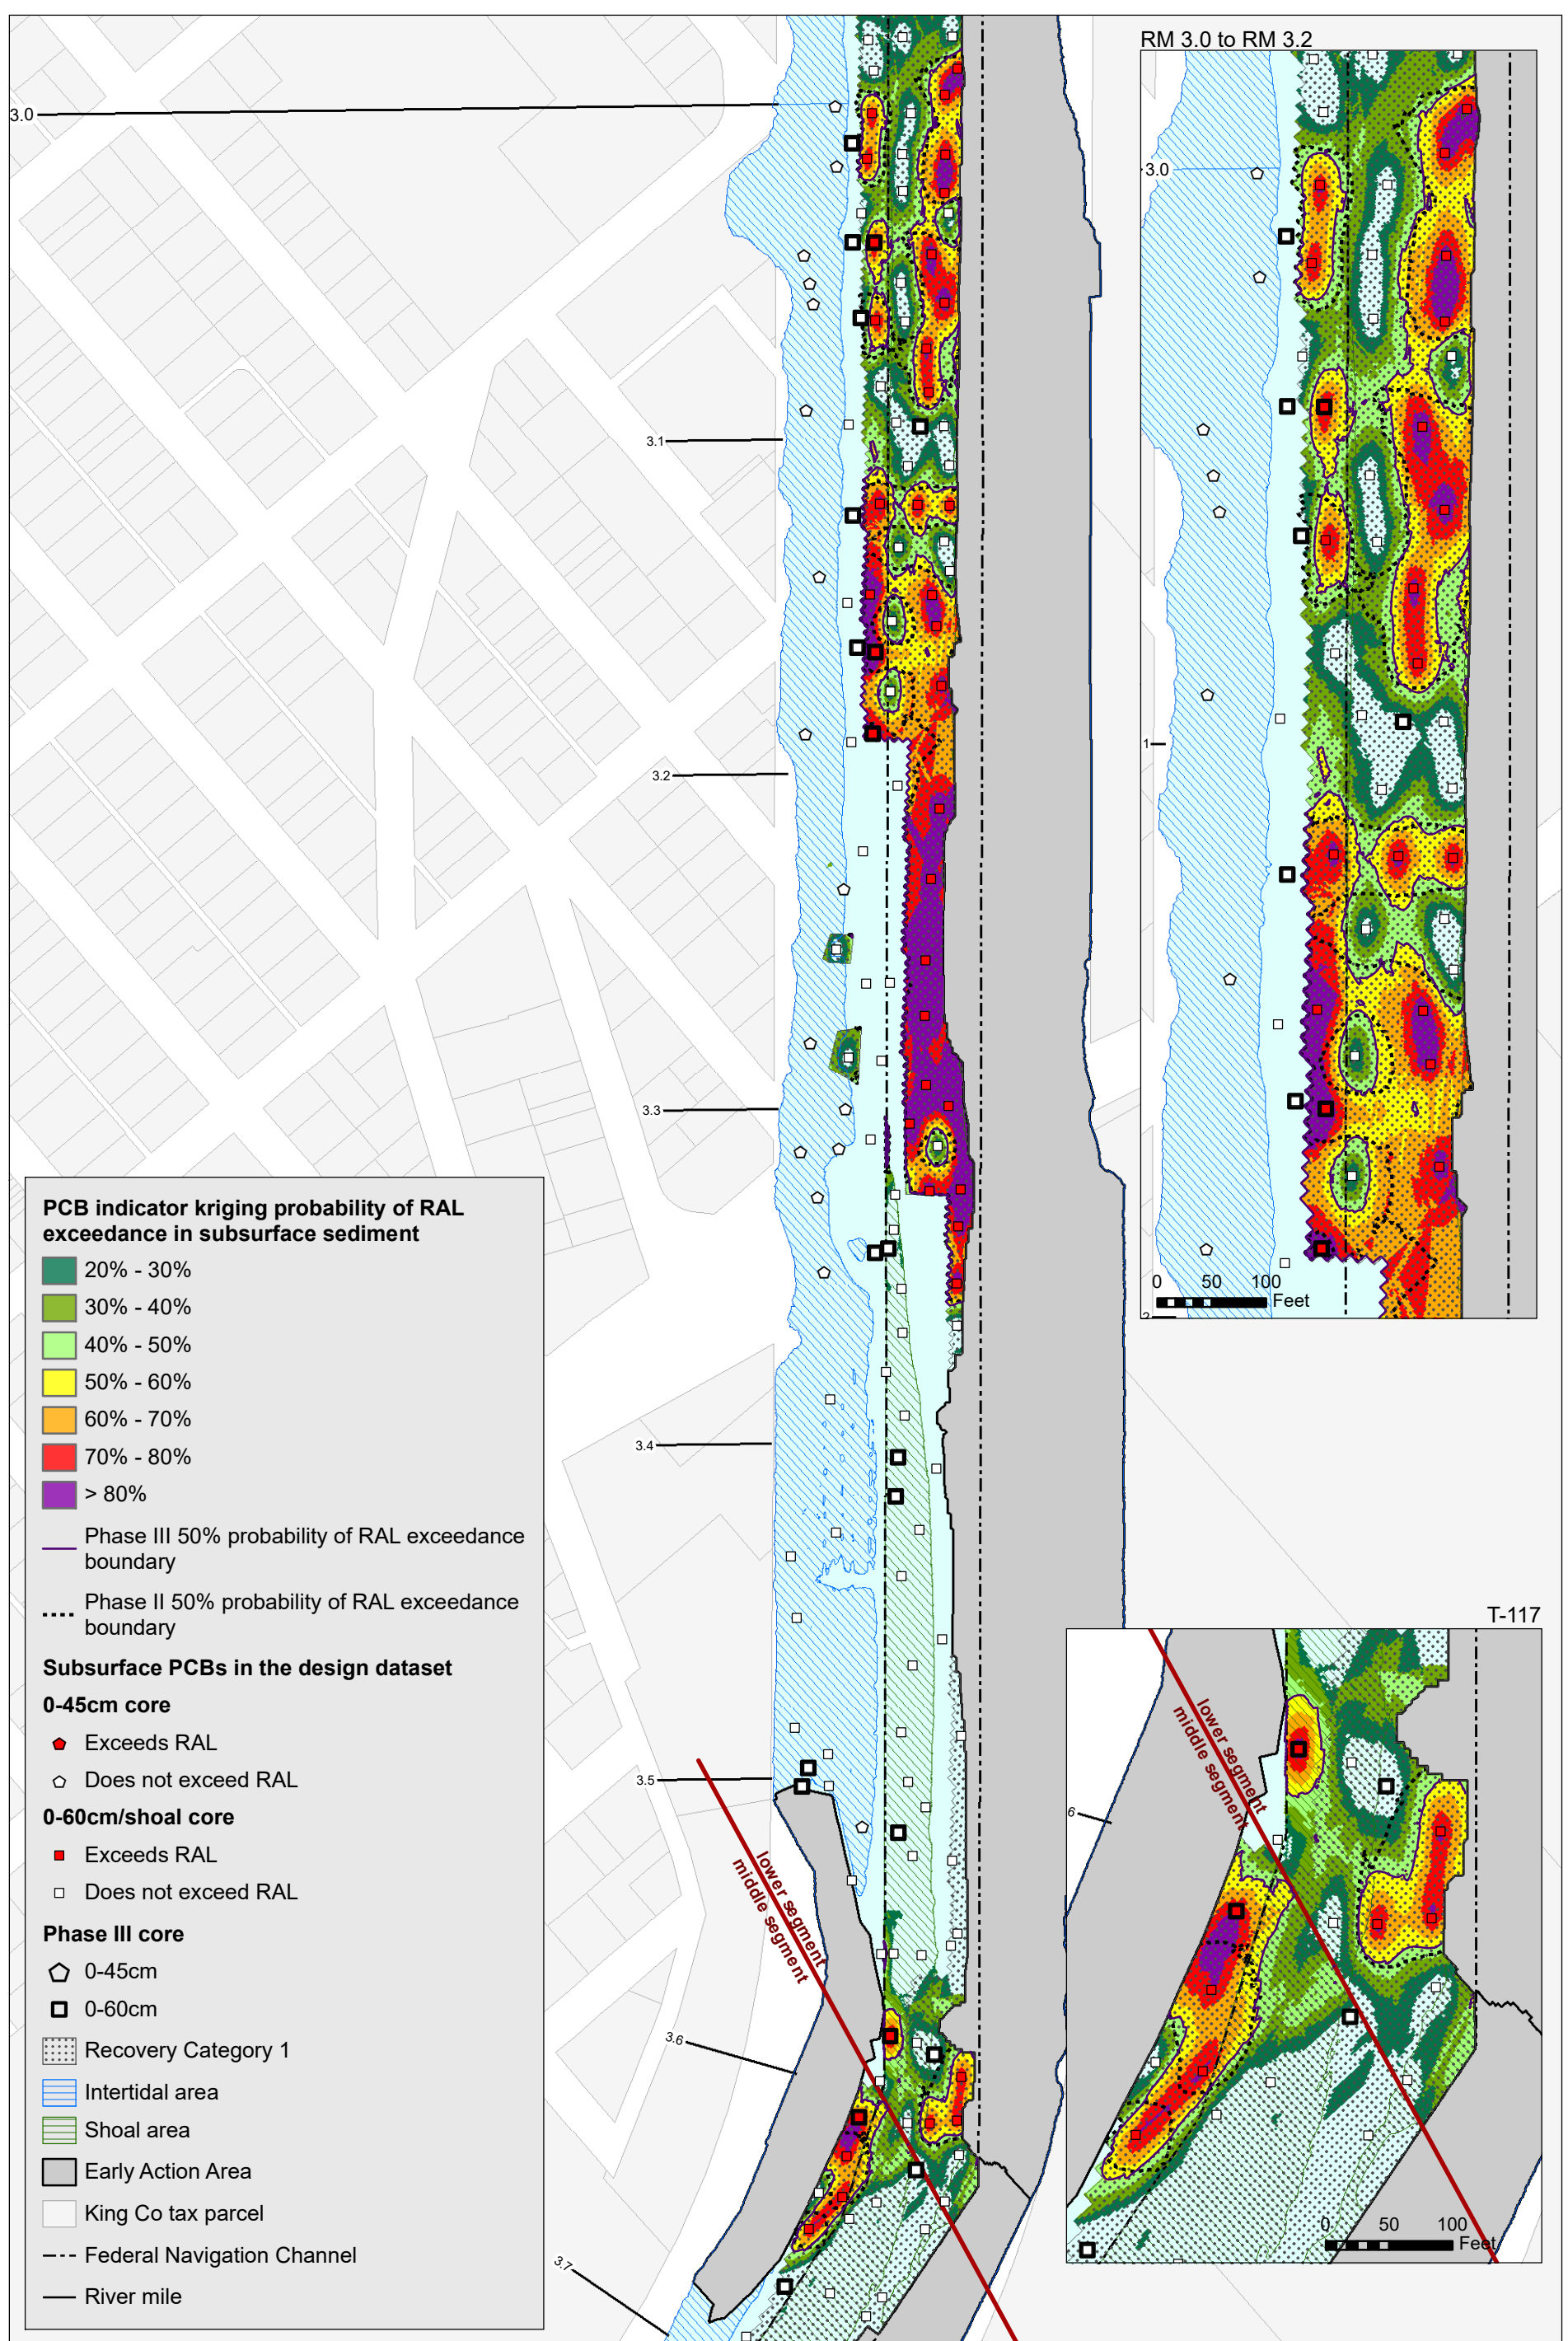 RM 3.0 to RM 3.2
3.0
3.0
3.1
1
3.2
0 50 100
Feet
3.3
PCB indicator kriging probability of RAL
exceedance in subsurface sediment
20% - 30%
30% - 40%
40% - 50%
50% - 60%
60% - 70%
70% - 80%
> 80%
Phase III 50% probability of RAL exceedance
boundary
Phase II 50% probability of RAL exceedance
boundary
Subsurface PCBs in the design dataset
0-45cm core
Exceeds RAL
Does not exceed RAL
0-60cm/shoal core
Exceeds RAL
Does not exceed RAL
Phase III core
0-45cm
0-60cm
Recovery Category 1
Intertidal area
Shoal area
Early Action Area
King Co tax parcel
Federal Navigation Channel
River mile
3.4
3.5
lower segment
middle segment
3.6
3.7
T-117
lower segment
middle segment
6
0 50 100
Feet